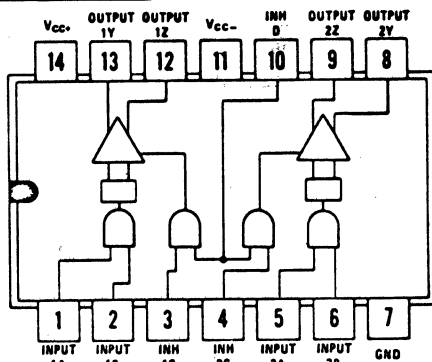 VCC+ OUTPUT 1Y OUTPUT 1Z VCC- INH D OUTPUT 2Z OUTPUT 2Y
14 13 12 11 10 9 8
1 2 3 4 5 6 7
INPUT INPUT INH INH INPUT INPUT GND